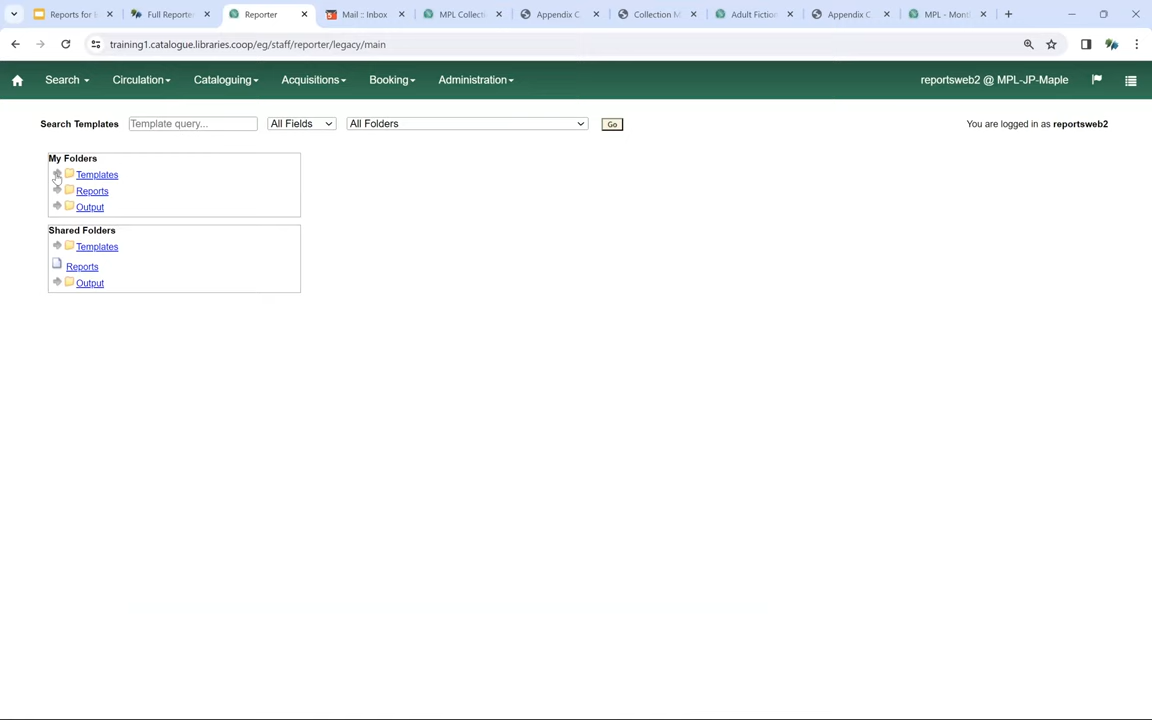 Reports for l
Full Reporter
Reporter
Mail :: Inbox
MPL Collecti
Appendix C.
Collection M
Adult Fiction
Appendix C.
MPL - Mont
training1.catalogue.libraries.coop/eg/staff/reporter/legacy/main
Search Circulation Cataloguing Acquisitions Booking Administration reportsweb2 @ MPL-JP-Maple
Search Templates Template query... All Fields All Folders Go You are logged in as reportsweb2
My Folders
Templates
Reports
Output
Shared Folders
Templates
Reports
Output